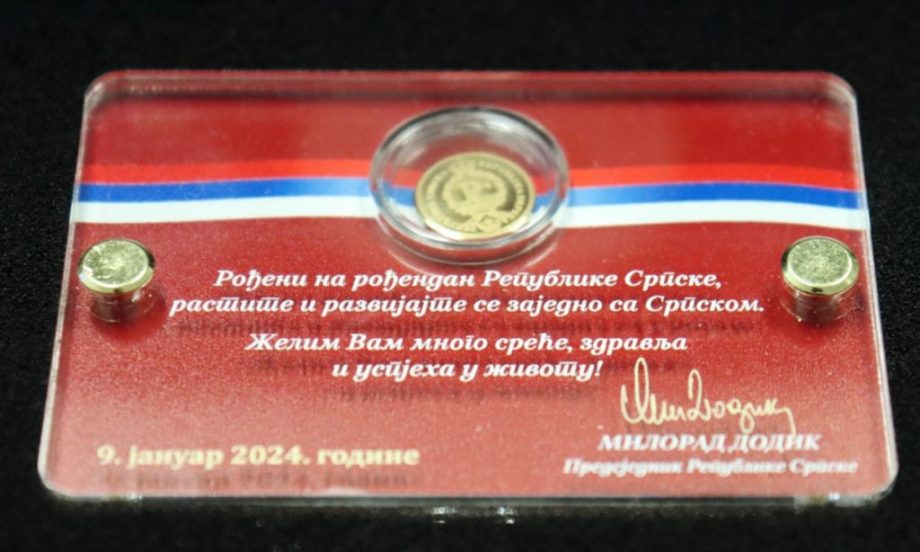 Рођени на рођендан Републике Српске,
растите и развијајте се заједно са Српском.
Желим Вам много среће, здравља
и успјеха у животу!
9. јануар 2024. године
МИЛОРАД ДОДИК
Предсједник Републике Српске